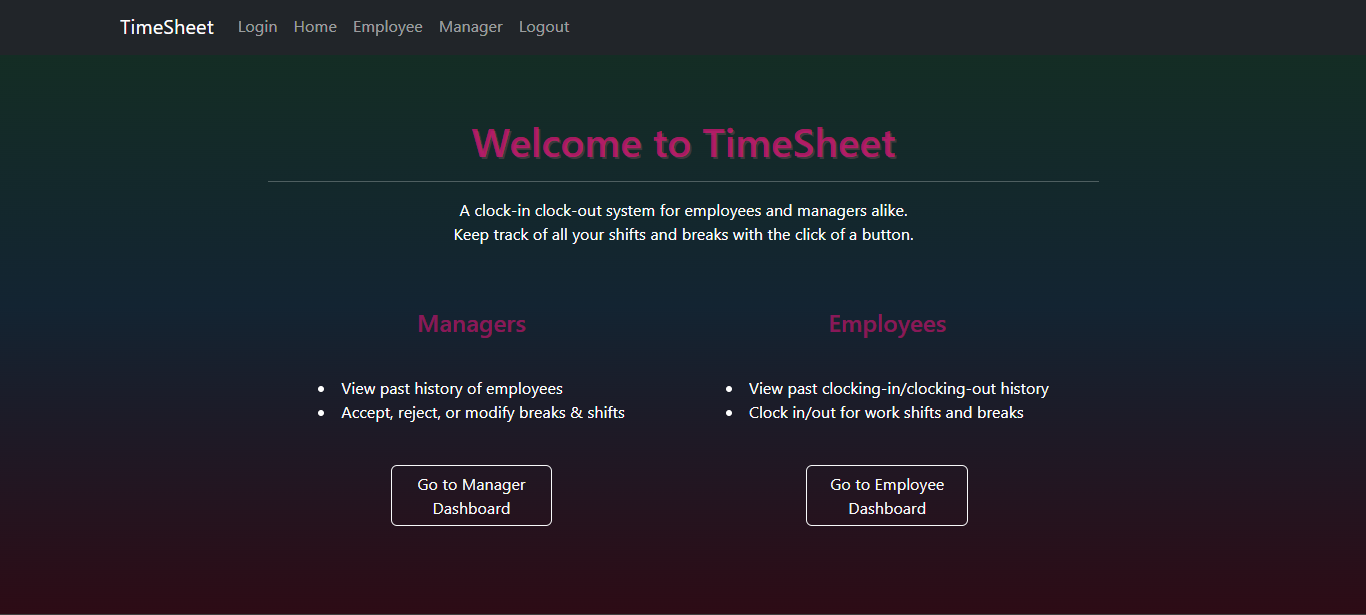 TimeSheet Login Home Employee Manager Logout
Welcome to TimeSheet
A clock-in clock-out system for employees and managers alike.
Keep track of all your shifts and breaks with the click of a button.
Managers
• View past history of employees
• Accept, reject, or modify breaks & shifts
Go to Manager
Dashboard
Employees
• View past clocking-in/clocking-out history
• Clock in/out for work shifts and breaks
Go to Employee
Dashboard